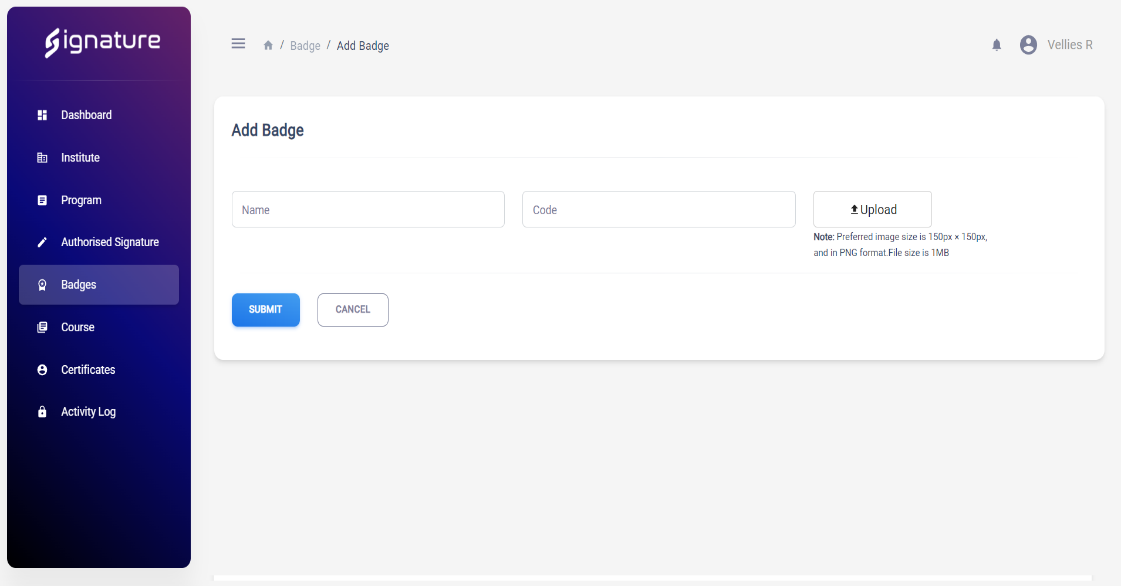 Signature
Dashboard
Institute
Program
Authorised Signature
Badges
Course
Certificates
Activity Log
/ Badge / Add Badge
Vellies R
Add Badge
Name
Code
Upload
Note: Preferred image size is 150px × 150px,
and in PNG format.File size is 1MB
SUBMIT
CANCEL